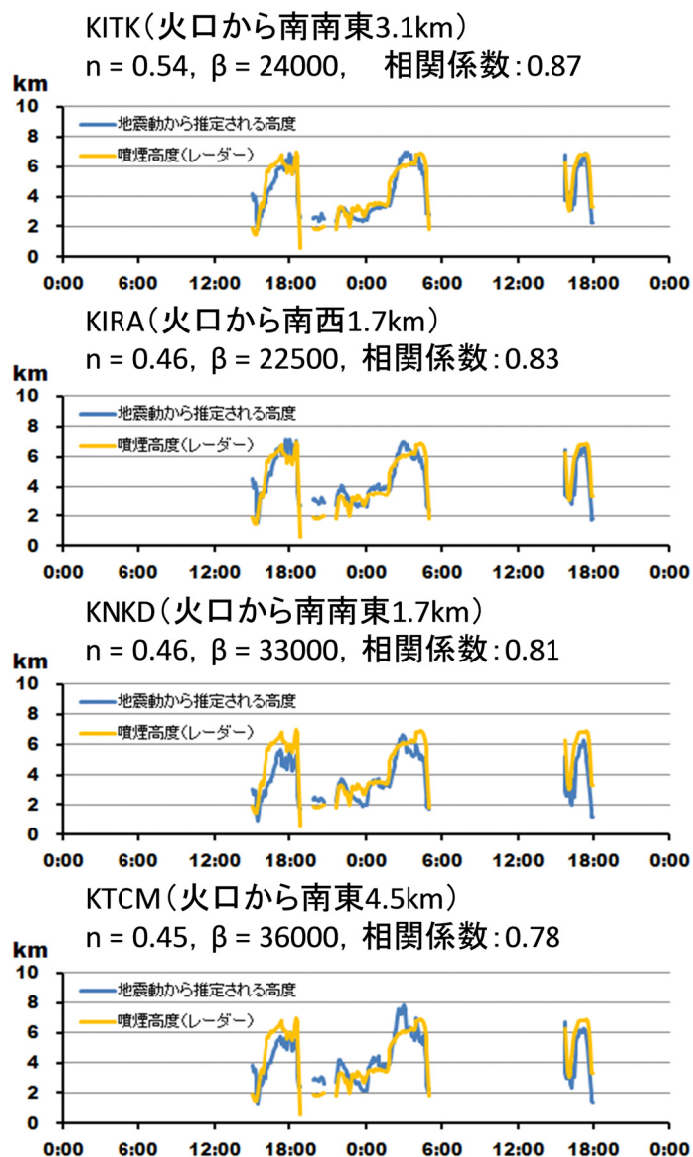 KITK(火口から南南東3.1km)
n = 0.54, β = 24000, 相関係数:0.87
km
10
地震動から推定される高度
8
噴煙高度(レーダー)
6
4
2
0
0:00 6:00 12:00 18:00 0:00 6:00 12:00 18:00 0:00
KIRA(火口から南西1.7km)
n = 0.46, β = 22500, 相関係数:0.83
km
10
地震動から推定される高度
8
噴煙高度(レーダー)
6
4
2
0
0:00 6:00 12:00 18:00 0:00 6:00 12:00 18:00 0:00
KNKD(火口から南南東1.7km)
n = 0.46, β = 33000, 相関係数:0.81
km
10
地震動から推定される高度
8
噴煙高度(レーダー)
6
4
2
0
0:00 6:00 12:00 18:00 0:00 6:00 12:00 18:00 0:00
KTCM(火口から南東4.5km)
n = 0.45, β = 36000, 相関係数:0.78
km
10
地震動から推定される高度
8
噴煙高度(レーダー)
6
4
2
0
0:00 6:00 12:00 18:00 0:00 6:00 12:00 18:00 0:00